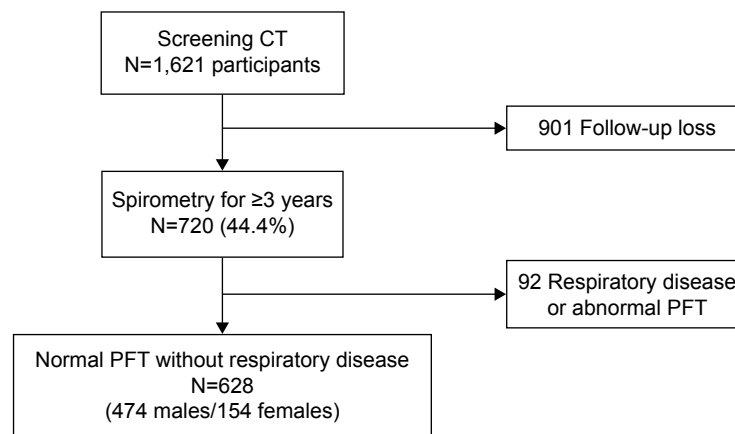 Screening CT
N=1,621 participants
901 Follow-up loss
Spirometry for ≥3 years
N=720 (44.4%)
92 Respiratory disease
or abnormal PFT
Normal PFT without respiratory disease
N=628
(474 males/154 females)